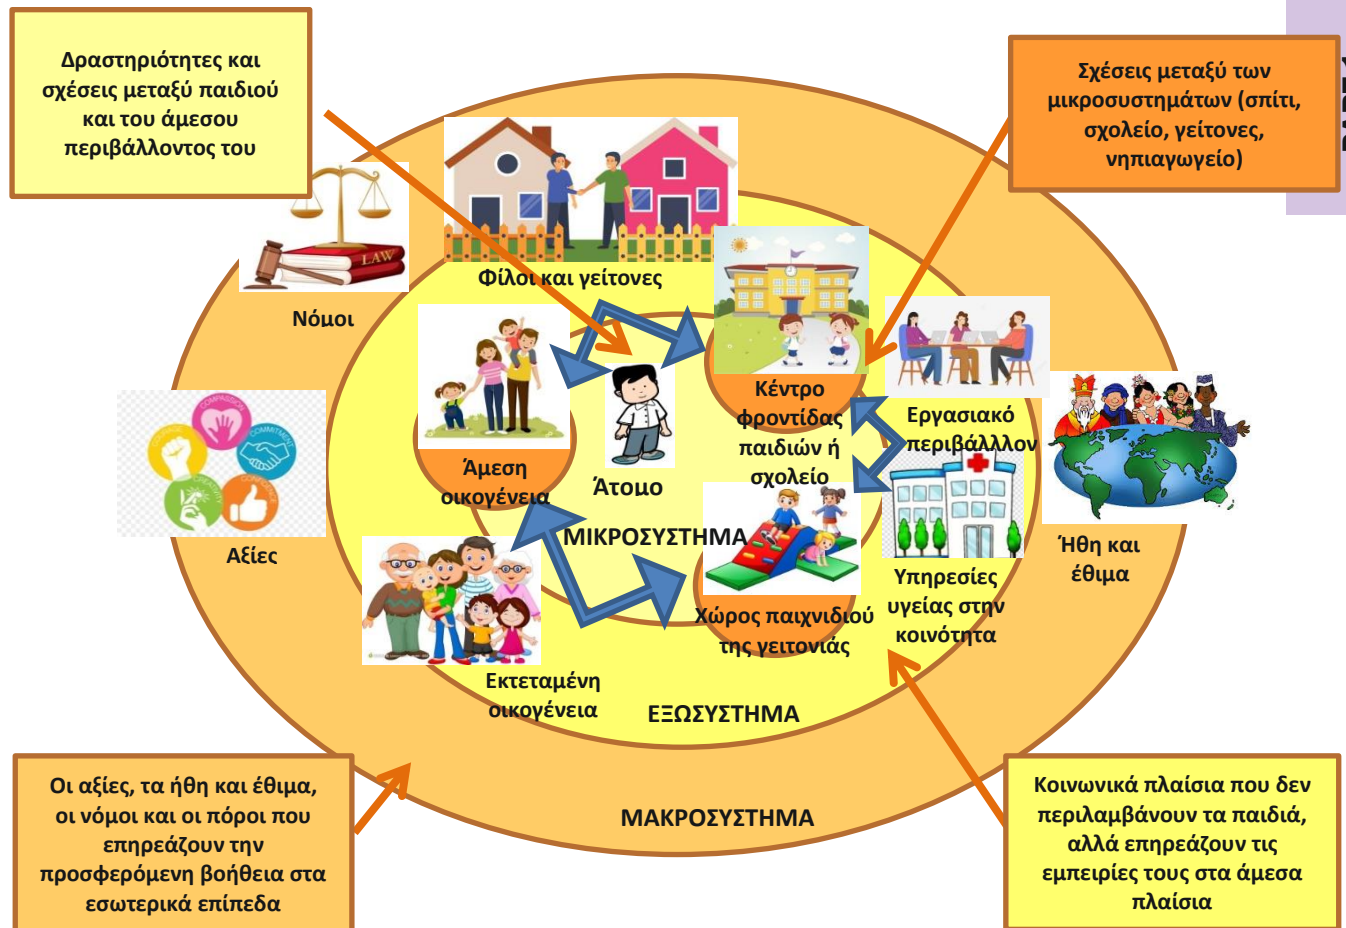 Δραστηριότητες και
σχέσεις μεταξύ παιδιού
και του άμεσου
περιβάλλοντος του
Σχέσεις μεταξύ των
μικροσυστημάτων (σπίτι,
σχολείο, γείτονες,
νηπιαγωγείο)
LAW
Νόμοι
Φίλοι και γείτονες
Κέντρο
φροντίδας
παιδιών ή
σχολείο
Εργασιακό
περιβάλλλον
COMPASSION
COMMITMENT
Αξίες
Άμεση
οικογένεια
Άτομο
ΜΙΚΡΟΣΥΣΤΗΜΑ
Ήθη και
έθιμα
Υπηρεσίες
υγείας στην
κοινότητα
Χώρος παιχνιδιού
της γειτονιάς
Εκτεταμένη
οικογένεια
ΕΞΩΣΥΣΤΗΜΑ
ΜΑΚΡΟΣΥΣΤΗΜΑ
Οι αξίες, τα ήθη και έθιμα,
οι νόμοι και οι πόροι που
επηρεάζουν την
προσφερόμενη βοήθεια στα
εσωτερικά επίπεδα
Κοινωνικά πλαίσια που δεν
περιλαμβάνουν τα παιδιά,
αλλά επηρεάζουν τις
εμπειρίες τους στα άμεσα
πλαίσια